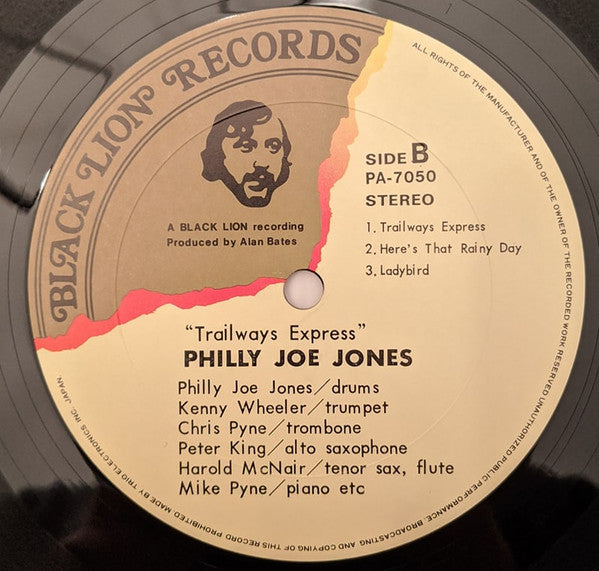 BLACK LION RECORDS
A BLACK LION recording
Produced by Alan Bates
SIDE B
PA-7050
STEREO
1. Trailways Express
2. Here's That Rainy Day
3. Ladybird
"Trailways Express"
PHILLY JOE JONES
Philly Joe Jones/drums
Kenny Wheeler/trumpet
Chris Pyne/trombone
Peter King/alto saxophone
Harold McNair/tenor sax, flute
Mike Pyne/piano etc
ALL RIGHTS OF THE MANUFACTURER AND OF THE OWNER OF THE RECORDED WORK RESERVED UNAUTHORIZED PUBLIC PERFORMANCE, BROADCASTING AND COPYING OF THIS RECORD PROHIBITED MADE BY TRIO ELECTRONICS INC. JAPAN.